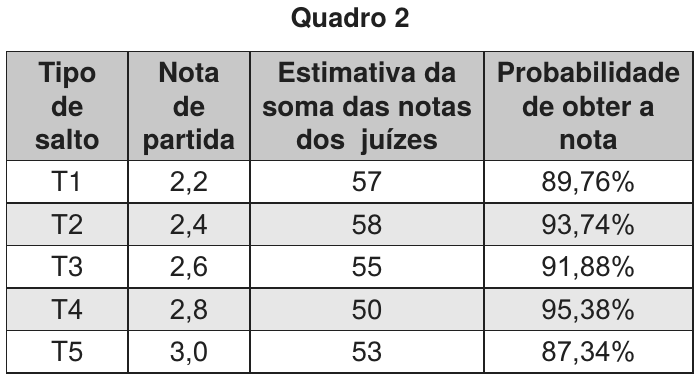 Quadro 2
Tipo de salto Nota de partida Estimativa da soma das notas dos juízes Probabilidade de obter a nota
T1 2,2 57 89,76%
T2 2,4 58 93,74%
T3 2,6 55 91,88%
T4 2,8 50 95,38%
T5 3,0 53 87,34%